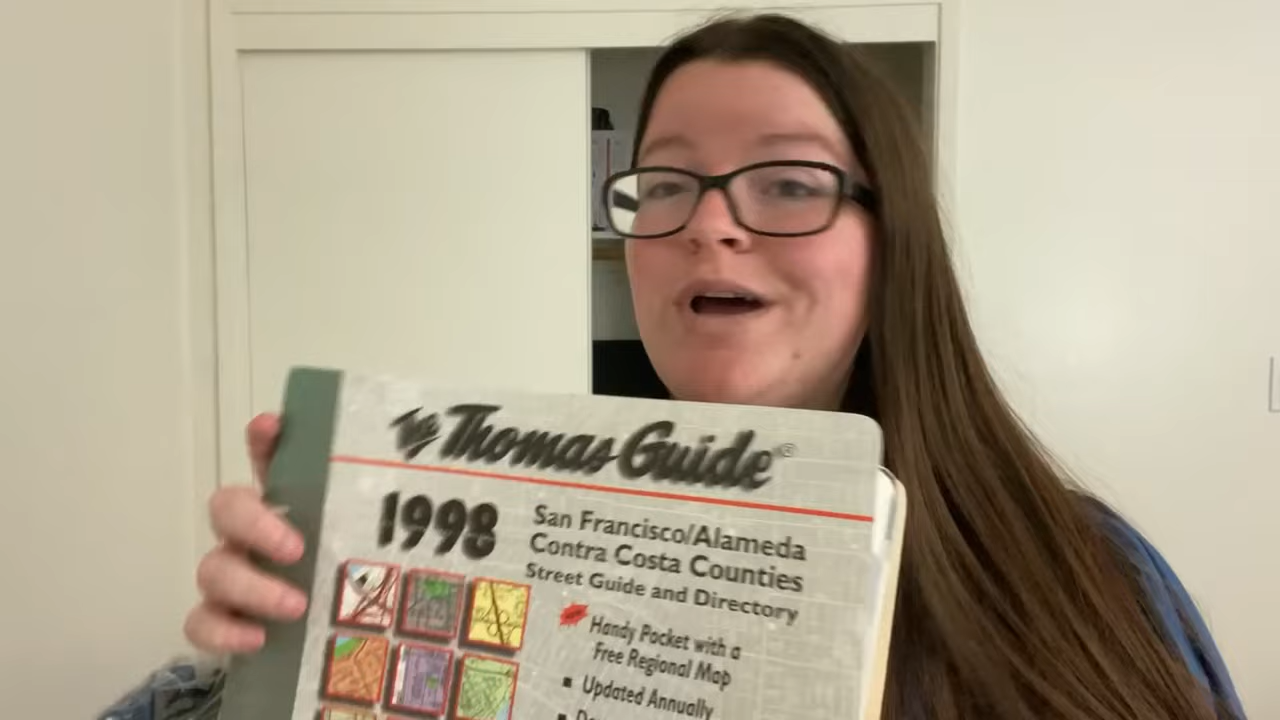 The Thomas Guide®
1998
San Francisco/Alameda
Contra Costa Counties
Street Guide and Directory
Handy Pocket with a
Free Regional Map
▪ Updated Annually